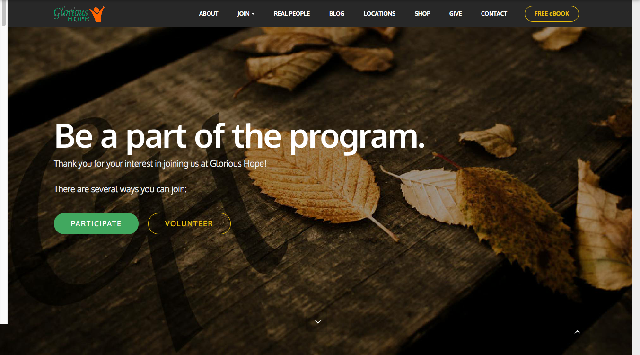 Glorious
HOPE
ABOUT JOIN REAL PEOPLE BLOG LOCATIONS SHOP GIVE CONTACT FREE eBOOK
Be a part of the program.
Thank you for your interest in joining us at Glorious Hope!
There are several ways you can join:
PARTICIPATE VOLUNTEER